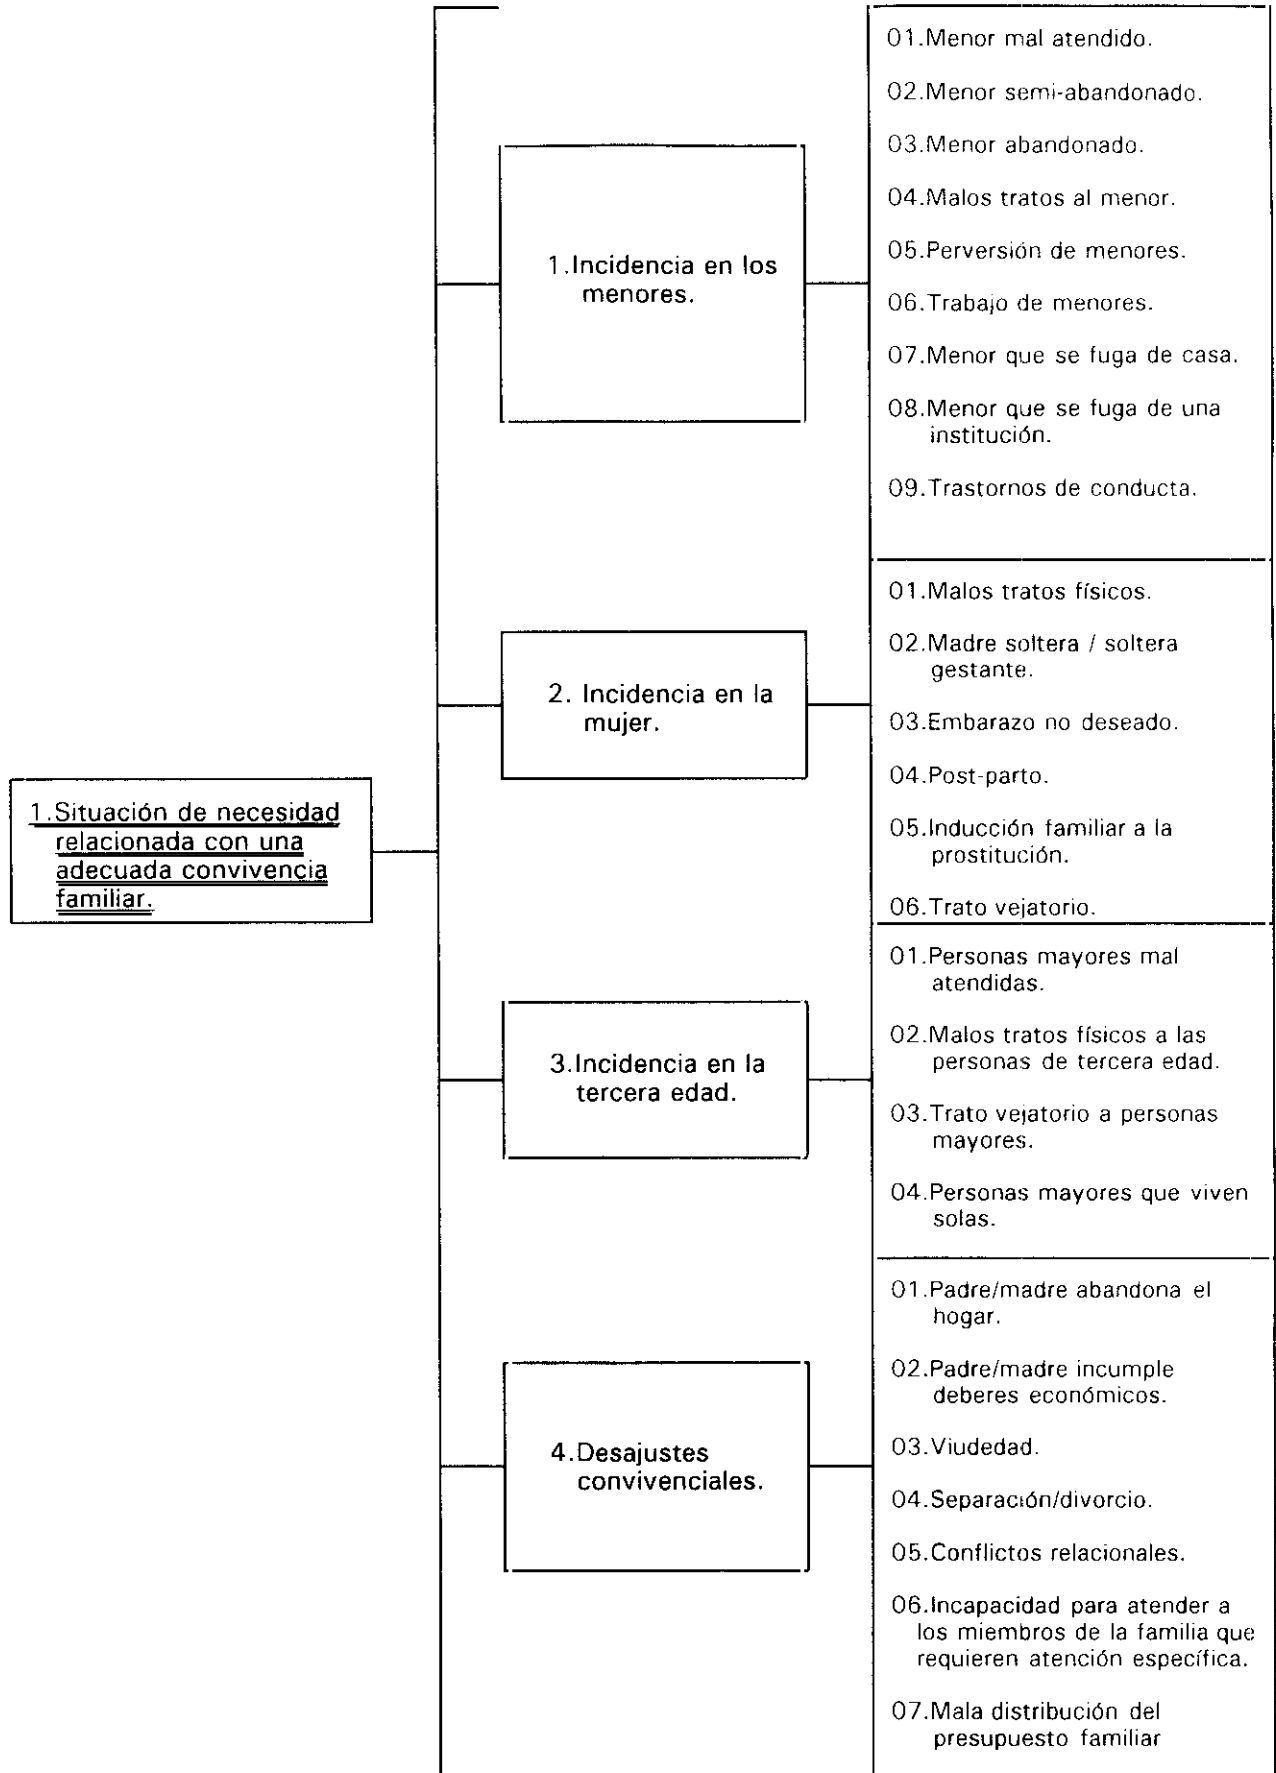 1.Situación de necesidad
relacionada con una
adecuada convivencia
familiar.
1.Incidencia en los
menores.
01.Menor mal atendido.
02.Menor semi-abandonado.
03.Menor abandonado.
04.Malos tratos al menor.
05.Perversión de menores.
06.Trabajo de menores.
07.Menor que se fuga de casa.
08.Menor que se fuga de una
institución.
09.Trastornos de conducta.
2. Incidencia en la
mujer.
01.Malos tratos físicos.
02.Madre soltera / soltera
gestante.
03.Embarazo no deseado.
04.Post-parto.
05.Inducción familiar a la
prostitución.
06.Trato vejatorio.
3.Incidencia en la
tercera edad.
01.Personas mayores mal
atendidas.
02.Malos tratos físicos a las
personas de tercera edad.
03.Trato vejatorio a personas
mayores.
04.Personas mayores que viven
solas.
4.Desajustes
convivenciales.
01.Padre/madre abandona el
hogar.
02.Padre/madre incumple
deberes económicos.
03.Viudedad.
04.Separación/divorcio.
05.Conflictos relacionales.
06.Incapacidad para atender a
los miembros de la familia que
requieren atención específica.
07.Mala distribución del
presupuesto familiar